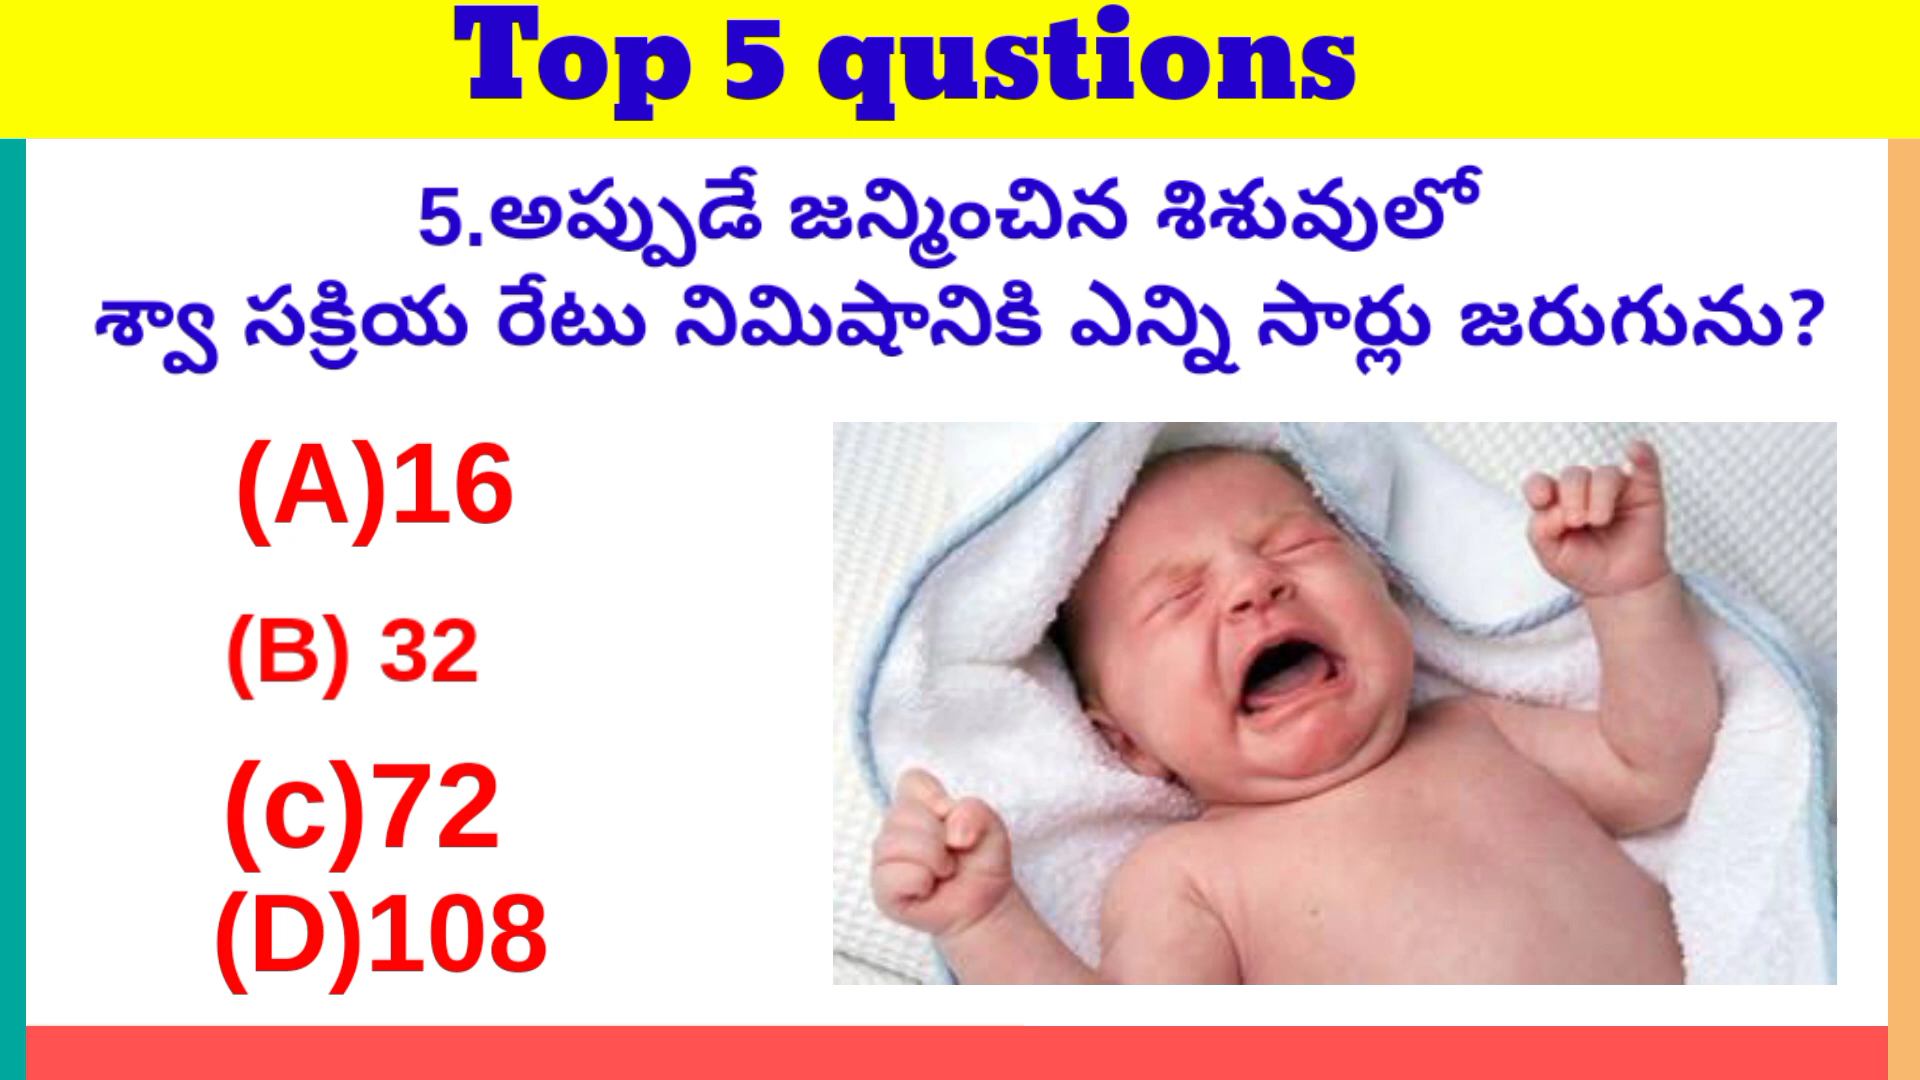 Top 5 qustions
5.అప్పుడే జన్మించిన శిశువులో
శ్వా సక్రియ రేటు నిమిషానికి ఎన్ని సార్లు జరుగును?
(A)16
(B) 32
(c)72
(D)108